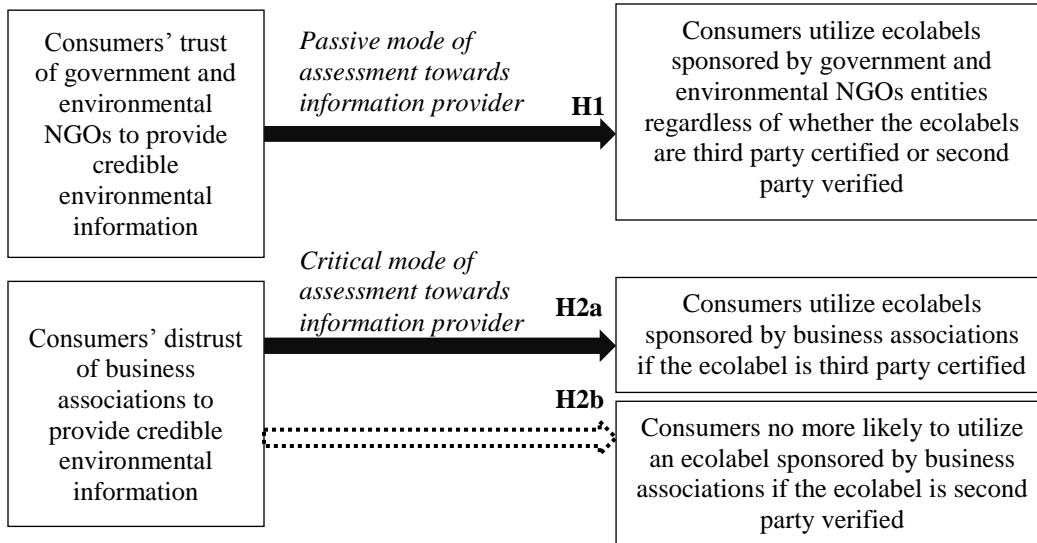 Consumers’ trust
of government and
environmental
NGOs to provide
credible
environmental
information
Passive mode of
assessment towards
information provider
H1
Consumers utilize ecolabels
sponsored by government and
environmental NGOs entities
regardless of whether the ecolabels
are third party certified or second
party verified
Consumers’ distrust
of business
associations to
provide credible
environmental
information
Critical mode of
assessment towards
information provider
H2a
Consumers utilize ecolabels
sponsored by business associations
if the ecolabel is third party certified
H2b
Consumers no more likely to utilize
an ecolabel sponsored by business
associations if the ecolabel is second
party verified